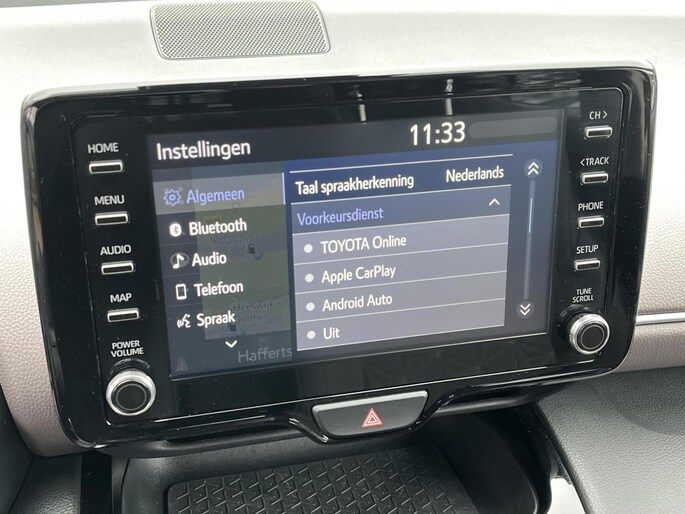 HOME
MENU
AUDIO
MAP
POWER
VOLUME
Instellingen
11:33
Algemeen
Bluetooth
Audio
Telefoon
Spraak
Hafferts
Taal spraakherkenning Nederlands
Voorkeursdienst
TOYOTA Online
Apple CarPlay
Android Auto
Uit
CH >
< TRACK
PHONE
SETUP
TUNE
SCROLL